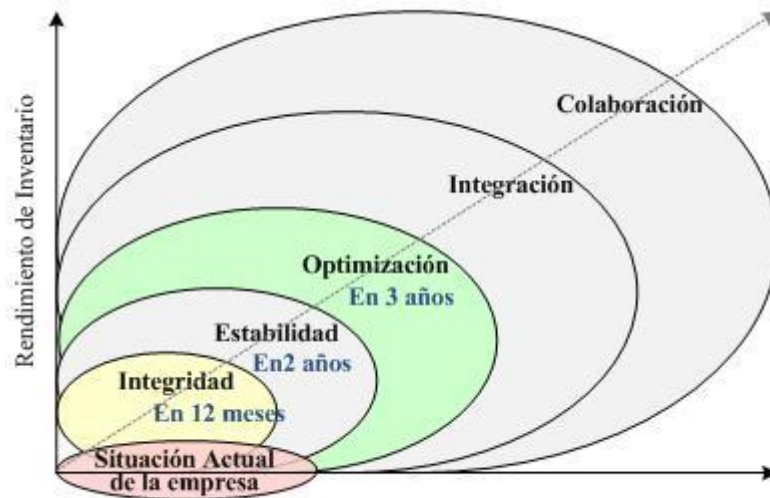 Rendimiento de Inventario
Colaboración
Integración
Optimización
En 3 años
Estabilidad
En2 años
Integridad
En 12 meses
Situación Actual
de la empresa